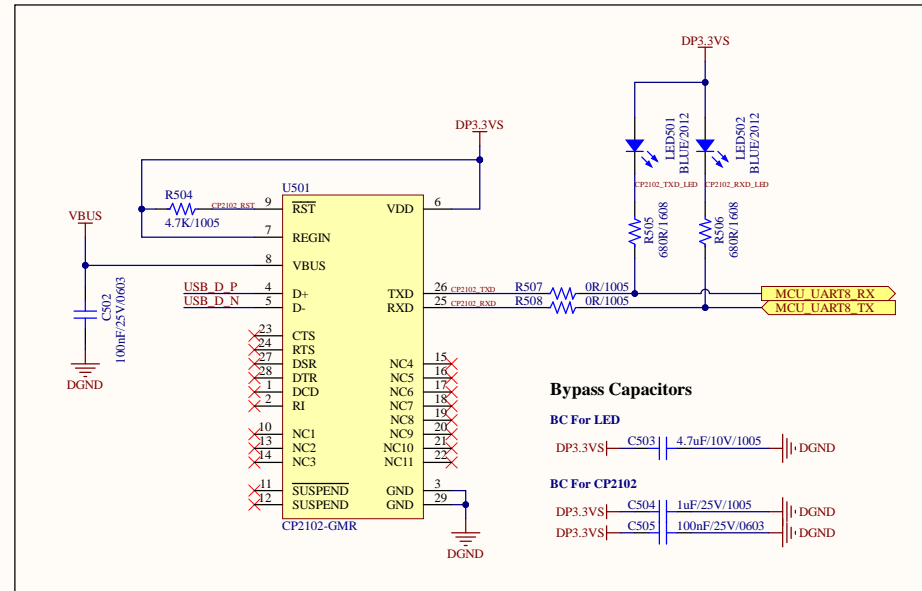 DP3.3VS
LED501
BLUE/2012
LED502
BLUE/2012
CP2102_TXD_LED
CP2102_RXD_LED
R505
680R/1608
R506
680R/1608
DP3.3VS
U501
R504
4.7K/1005
CP2102_RST
9
RST
VDD
6
7
REGIN
VBUS
8
VBUS
USB_D_P
4
D+
TXD
26
CP2102_TXD
R507
0R/1005
MCU_UART8_RX
USB_D_N
5
D-
RXD
25
CP2102_RXD
R508
0R/1005
MCU_UART8_TX
C502
100nF/25V/0603
DGND
23
CTS
24
RTS
27
DSR
NC4
15
28
DTR
NC5
16
1
DCD
NC6
17
2
RI
NC7
18
NC8
19
10
NC1
NC9
20
13
NC2
NC10
21
14
NC3
NC11
22
11
SUSPEND
GND
3
12
SUSPEND
GND
29
CP2102-GMR
DGND
Bypass Capacitors
BC For LED
DP3.3VS
C503
4.7uF/10V/1005
DGND
BC For CP2102
DP3.3VS
C504
1uF/25V/1005
DGND
DP3.3VS
C505
100nF/25V/0603
DGND